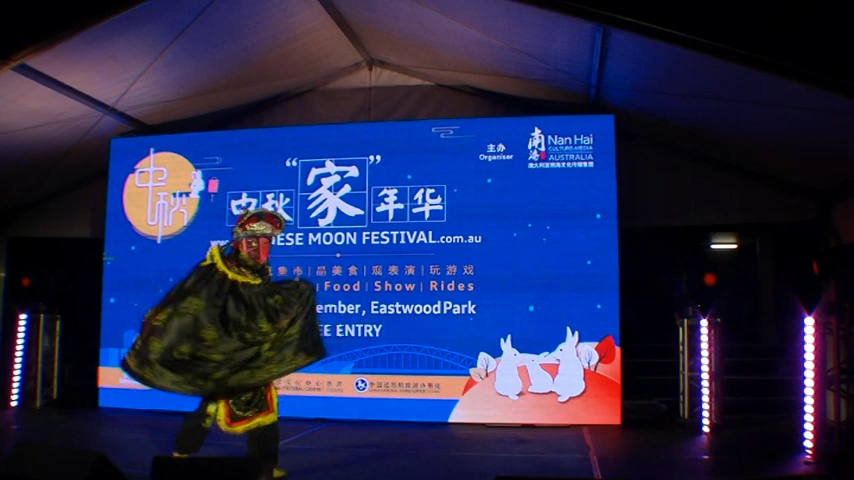 中秋
主办
Organiser
南海
Nan Hai
CULTURE MEDIA
AUSTRALIA
“家”
中秋 年华
ESE MOON FESTIVAL.com.au
集市 | 品美食 | 观表演 | 玩游戏
Food | Show | Rides
ember, Eastwood Park
EE ENTRY